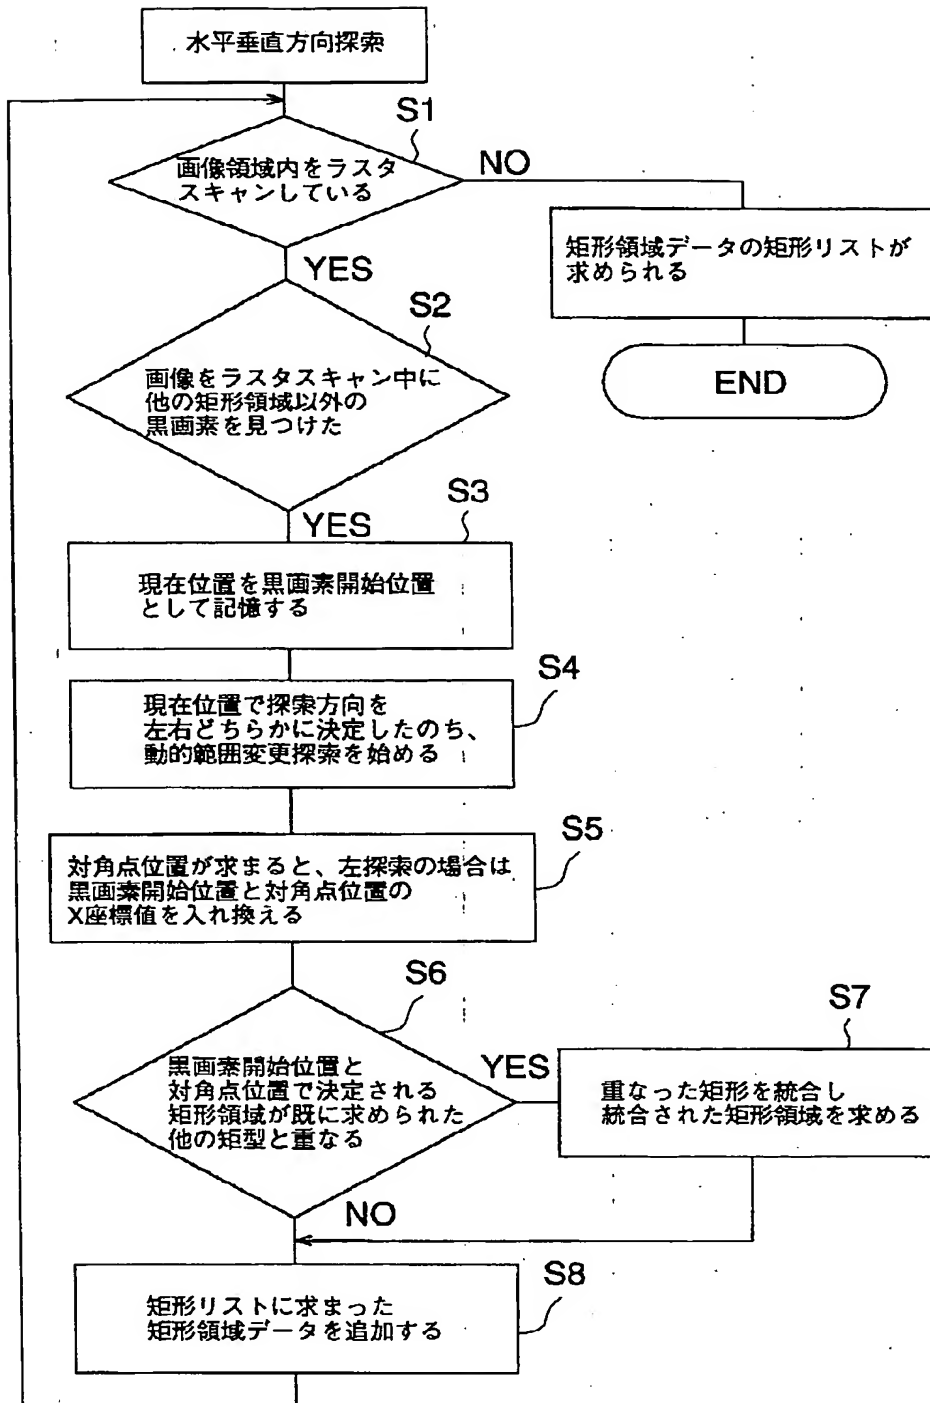 水平垂直方向探索
S1
画像領域内をラスタ
スキャンしている
NO
矩形領域データの矩形リストが
求められる
END
YES
S2
画像をラスタスキャン中に
他の矩形領域以外の
黒画素を見つけた
YES
S3
現在位置を黒画素開始位置
として記憶する
S4
現在位置で探索方向を
左右どちらかに決定したのち、
動的範囲変更探索を始める
S5
対角点位置が求まると、左探索の場合は
黒画素開始位置と対角点位置の
X座標値を入れ換える
S6
黒画素開始位置と
対角点位置で決定される
矩形領域が既に求められた
他の矩型と重なる
YES
S7
重なった矩形を統合し
統合された矩形領域を求める
NO
S8
矩形リストに求まった
矩形領域データを追加する